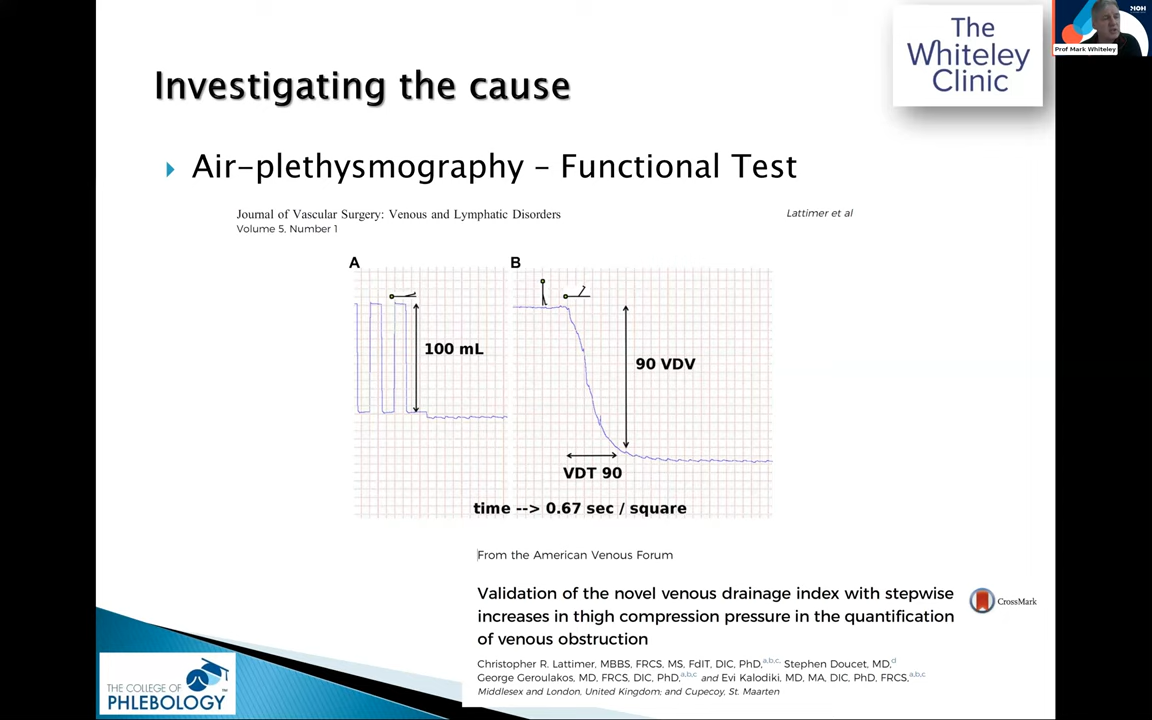 Investigating the cause
The
Whiteley
Clinic
MOH
Prof Mark Whiteley
Air-plethysmography – Functional Test
Journal of Vascular Surgery: Venous and Lymphatic Disorders
Volume 5, Number 1
Lattimer et al
A
B
100 mL
90 VDV
VDT 90
time --> 0.67 sec / square
From the American Venous Forum
Validation of the novel venous drainage index with stepwise
increases in thigh compression pressure in the quantification
of venous obstruction
CrossMark
Christopher R. Lattimer, MBBS, FRCS, MS, FdIT, DIC, PhD,a,b,c, Stephen Doucet, MD,d
George Geroulakos, MD, FRCS, DIC, PhD,a,b,c and Evi Kalodiki, MD, MA, DIC, PhD, FRCS,a,b,c
Middlesex and London, United Kingdom; and Cupecoy, St. Maarten
THE COLLEGE OF
PHLEBOLOGY